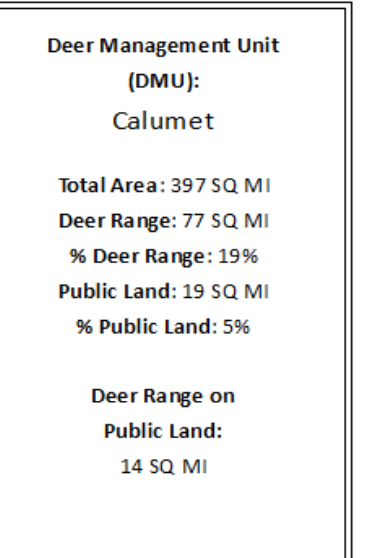 Deer Management Unit
(DMU):
Calumet
Total Area: 397 SQ MI
Deer Range: 77 SQ MI
% Deer Range: 19%
Public Land: 19 SQ MI
% Public Land: 5%
Deer Range on
Public Land:
14 SQ MI